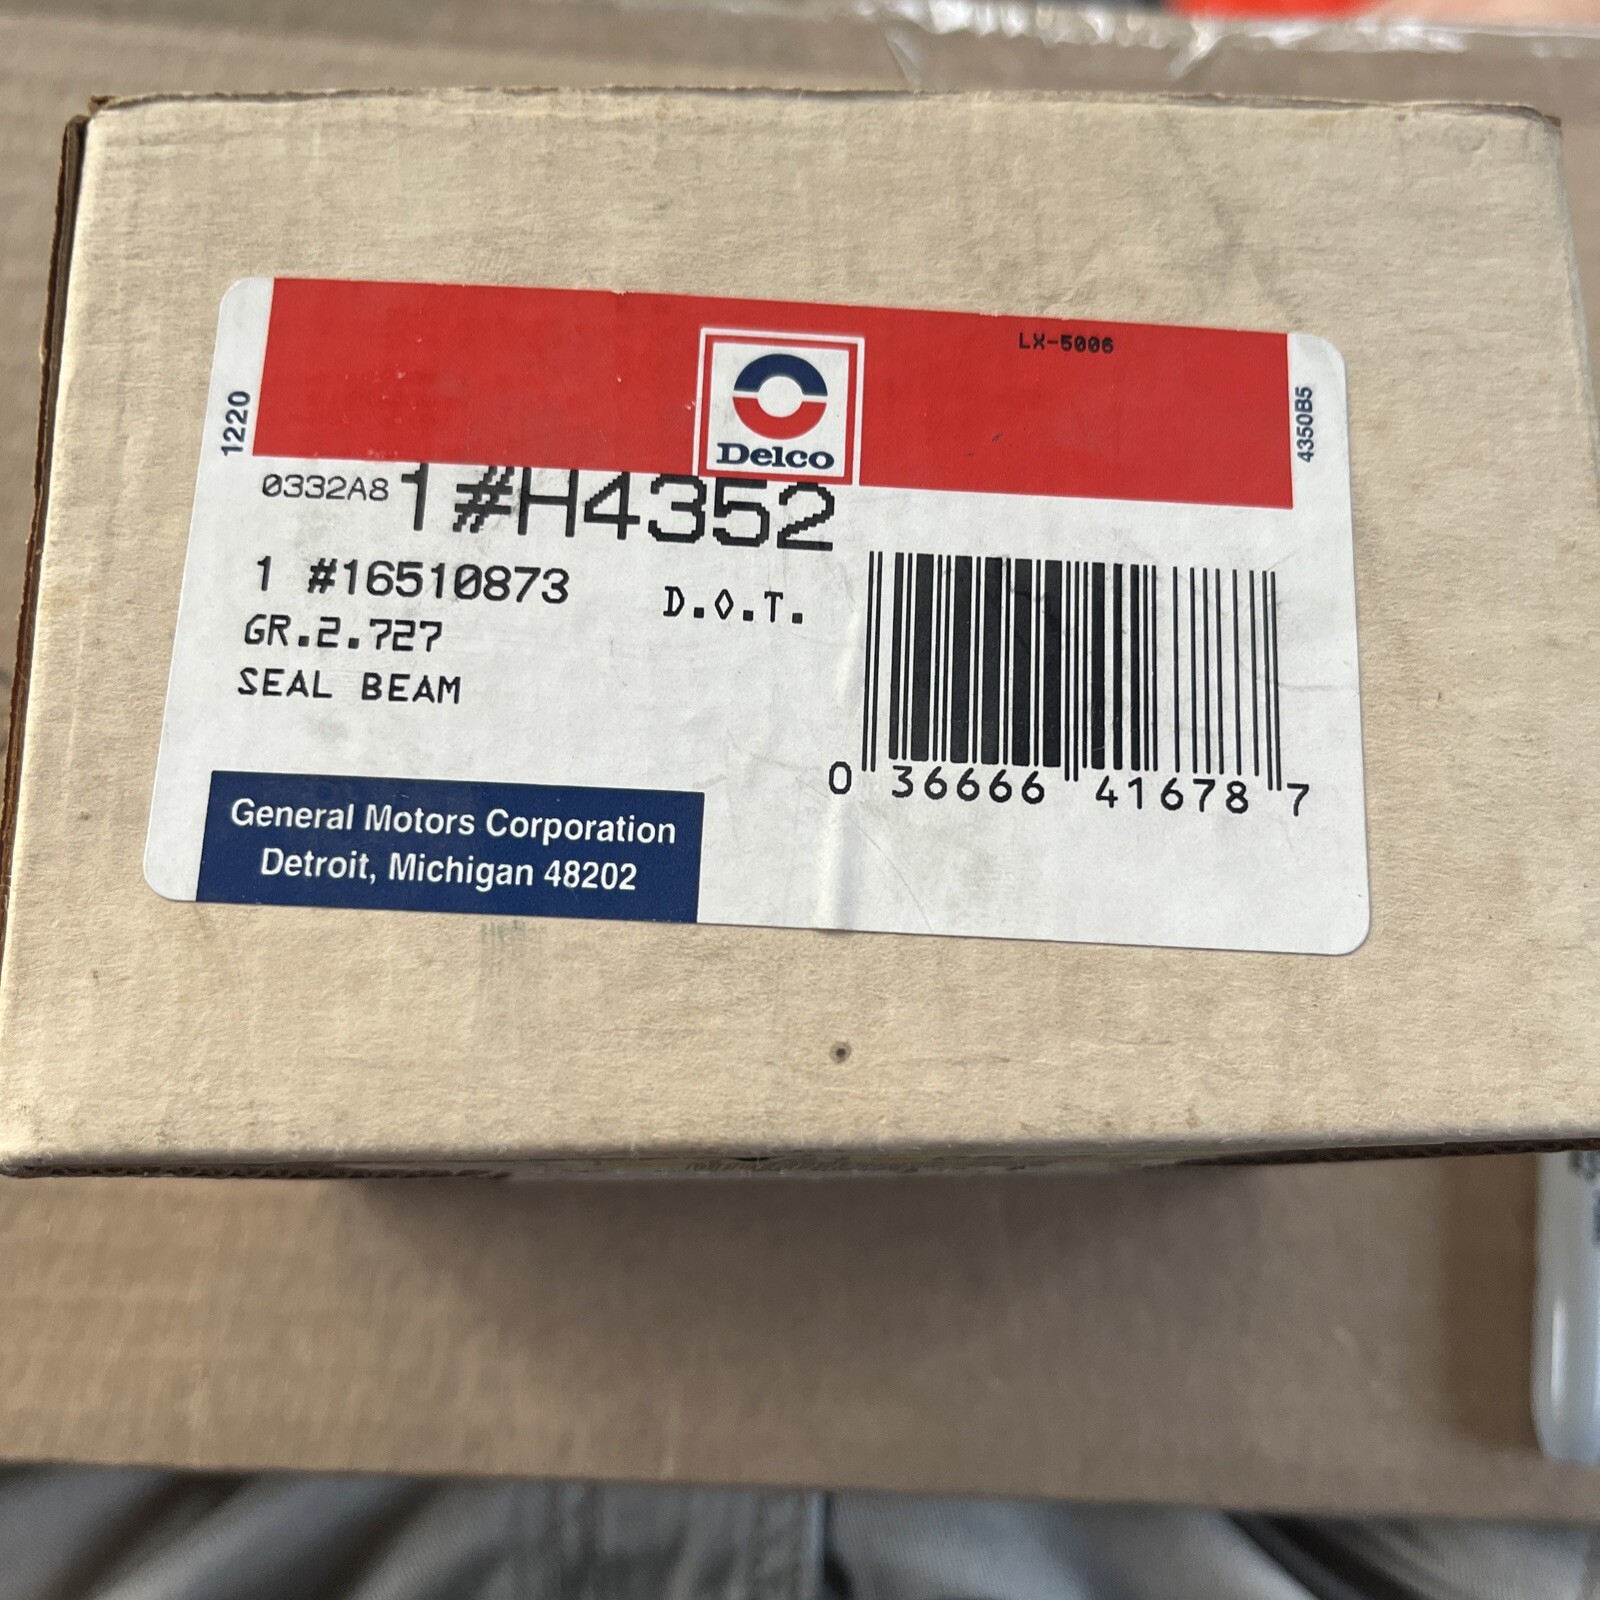 LX-5006
1220
4350B5
Delco
0332A8 1 #H4352
1 #16510873
D.O.T.
GR.2.727
SEAL BEAM
0 36666 41678 7
General Motors Corporation
Detroit, Michigan 48202